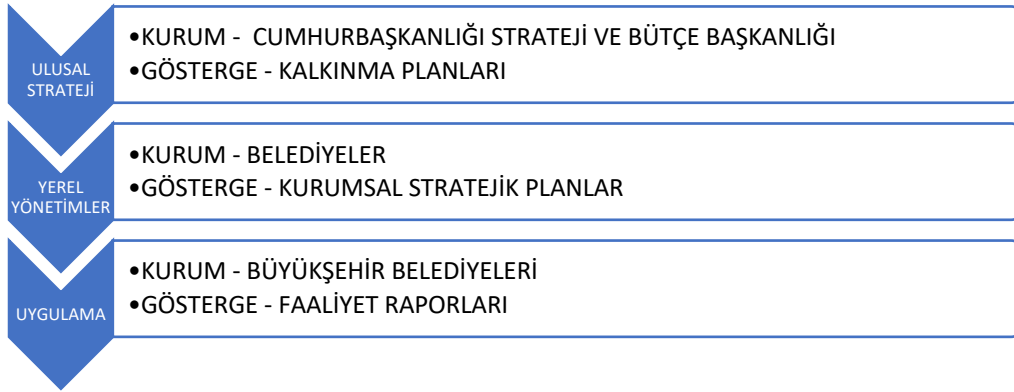 ULUSAL
STRATEJİ
•KURUM -  CUMHURBAŞKANLIĞI STRATEJİ VE BÜTÇE BAŞKANLIĞI
•GÖSTERGE - KALKINMA PLANLARI
YEREL
YÖNETİMLER
•KURUM - BELEDİYELER
•GÖSTERGE - KURUMSAL STRATEJİK PLANLAR
UYGULAMA
•KURUM - BÜYÜKŞEHİR BELEDİYELERİ
•GÖSTERGE - FAALİYET RAPORLARI